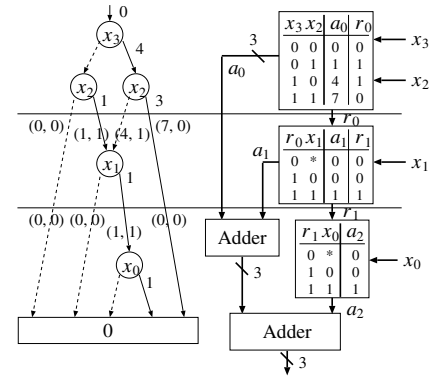 0
x3
4
x2 x2
1 3
(0, 0) (1, 1) (4, 1) (7, 0)
x1
1
(0, 0) (0, 0) (0, 0)
(1, 1)
x0
1
0
x3 x2 a0 r0
0 0 0 0
0 1 1 1
1 0 4 1
1 1 7 0
x3
x2
3
a0
r0
r0 x1 a1 r1
0 * 0 0
1 0 0 0
1 1 1 1
x1
a1
r1
r1 x0 a2
0 * 0
1 0 0
1 1 1
x0
Adder
3
a2
Adder
3